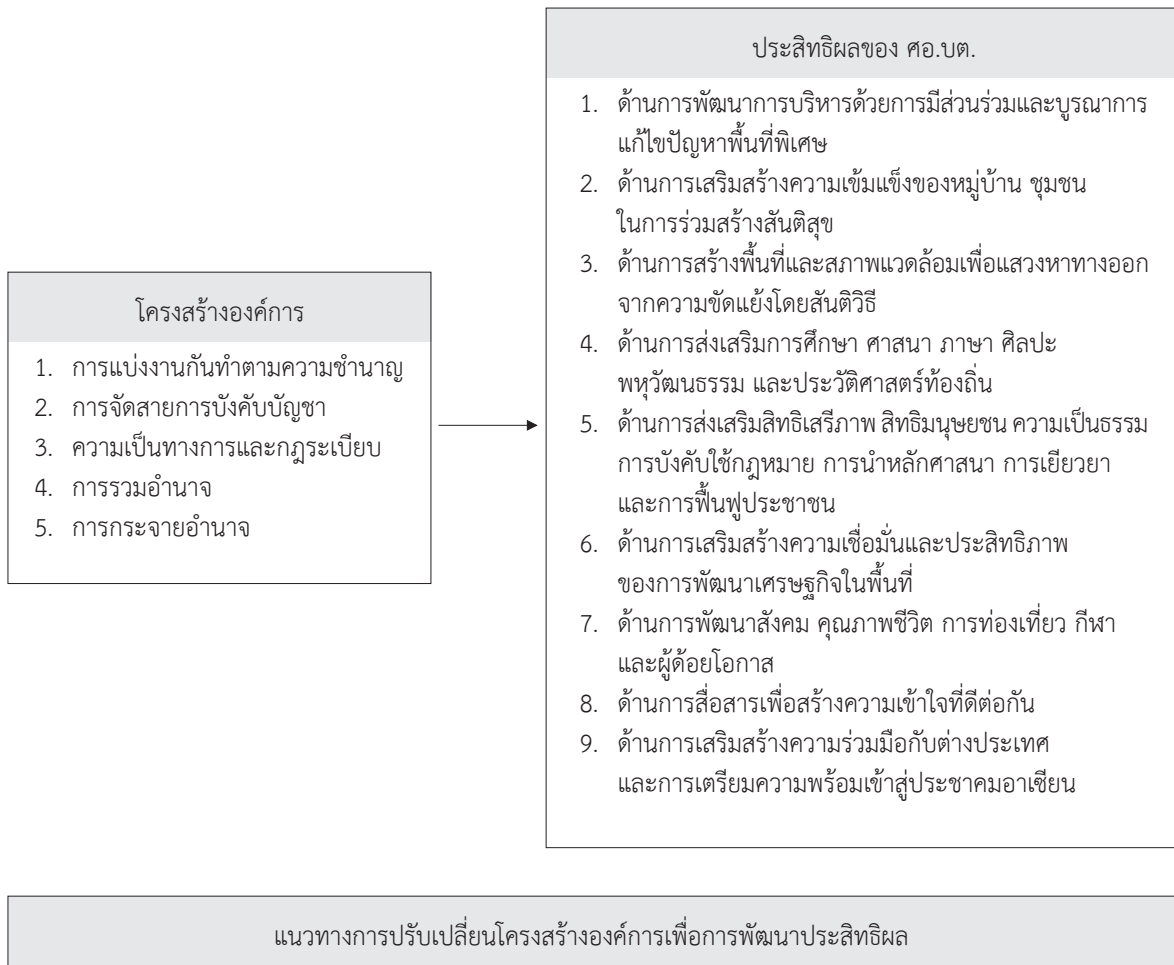 โครงสร้างองค์การ
1. การแบ่งงานกันทำตามความชำนาญ
2. การจัดสายการบังคับบัญชา
3. ความเป็นทางการและกฎระเบียบ
4. การรวมอำนาจ
5. การกระจายอำนาจ
ประสิทธิผลของ ศอ.บต.
1. ด้านการพัฒนาการบริหารด้วยการมีส่วนร่วมและบูรณาการ
แก้ไขปัญหาพื้นที่พิเศษ
2. ด้านการเสริมสร้างความเข้มแข็งของหมู่บ้าน ชุมชน
ในการร่วมสร้างสันติสุข
3. ด้านการสร้างพื้นที่และสภาพแวดล้อมเพื่อแสวงหาทางออก
จากความขัดแย้งโดยสันติวิธี
4. ด้านการส่งเสริมการศึกษา ศาสนา ภาษา ศิลปะ
พหุวัฒนธรรม และประวัติศาสตร์ท้องถิ่น
5. ด้านการส่งเสริมสิทธิเสรีภาพ สิทธิมนุษยชน ความเป็นธรรม
การบังคับใช้กฎหมาย การนำหลักศาสนา การเยียวยา
และการฟื้นฟูประชาชน
6. ด้านการเสริมสร้างความเชื่อมั่นและประสิทธิภาพ
ของการพัฒนาเศรษฐกิจในพื้นที่
7. ด้านการพัฒนาสังคม คุณภาพชีวิต การท่องเที่ยว กีฬา
และผู้ด้อยโอกาส
8. ด้านการสื่อสารเพื่อสร้างความเข้าใจที่ดีต่อกัน
9. ด้านการเสริมสร้างความร่วมมือกับต่างประเทศ
และการเตรียมความพร้อมเข้าสู่ประชาคมอาเซียน
แนวทางการปรับเปลี่ยนโครงสร้างองค์การเพื่อการพัฒนาประสิทธิผล